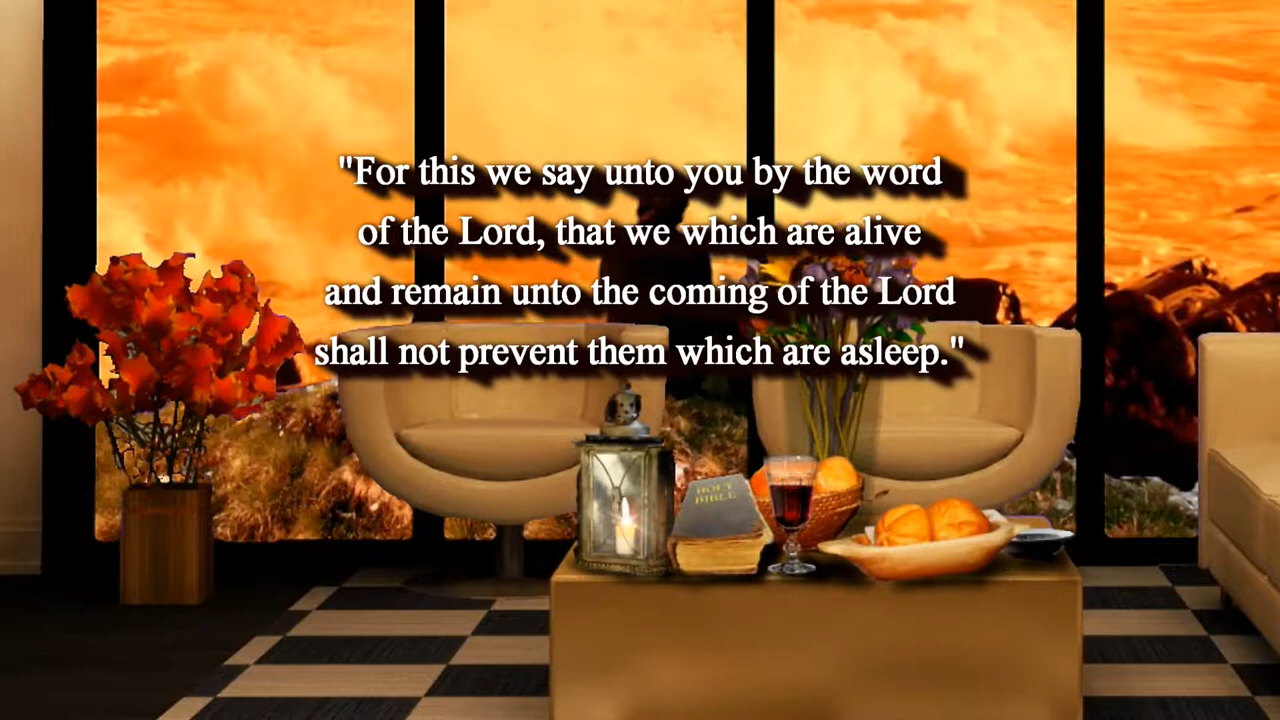 "For this we say unto you by the word
of the Lord, that we which are alive
and remain unto the coming of the Lord
shall not prevent them which are asleep."
HOLY
BIBLE